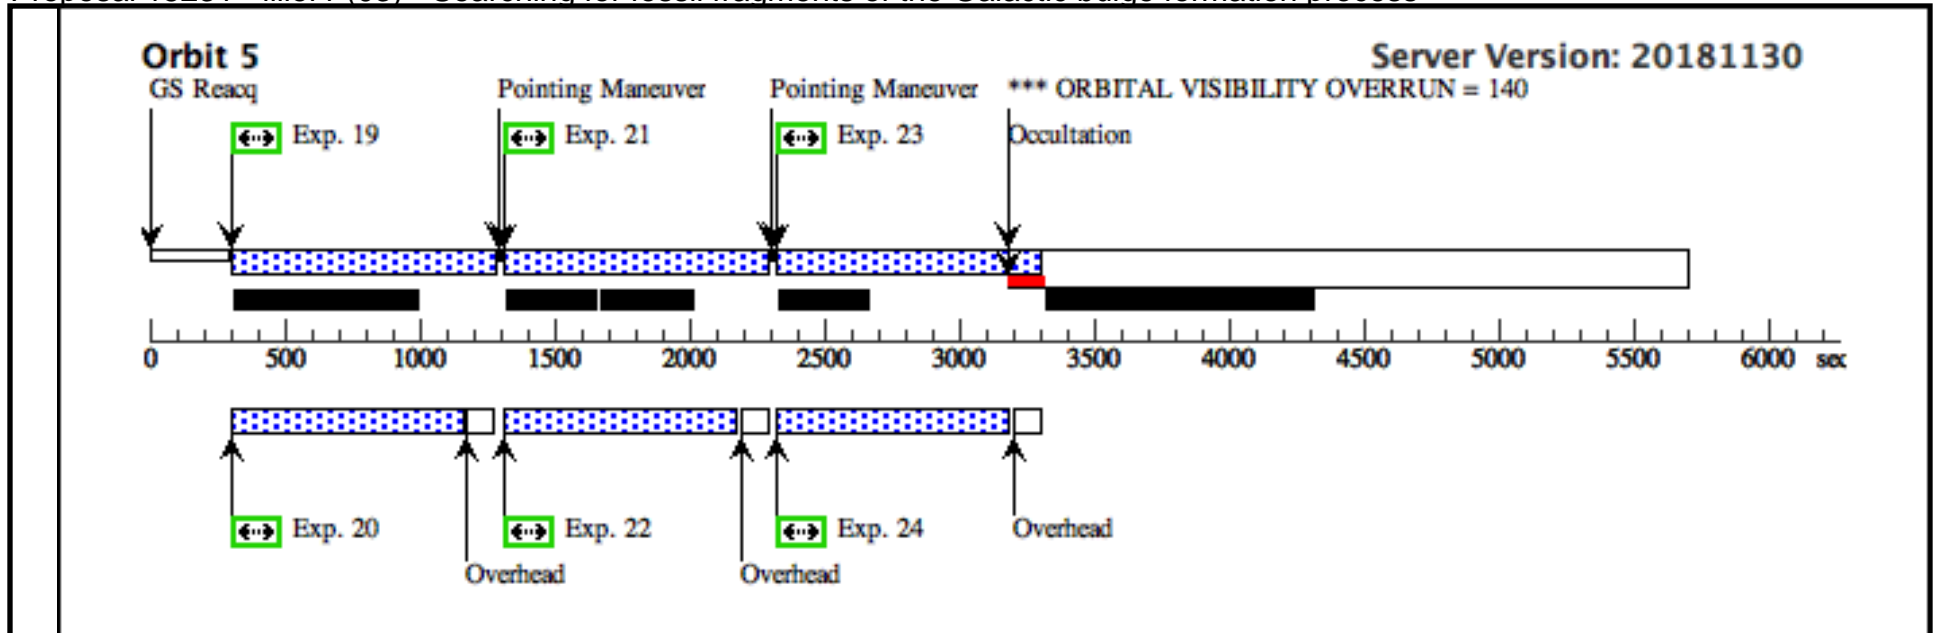 Orbit 5
Server Version: 20181130
GS Reacq
Pointing Maneuver
Pointing Maneuver
*** ORBITAL VISIBILITY OVERRUN = 140
Exp. 19
Exp. 21
Exp. 23
Occultation
0 500 1000 1500 2000 2500 3000 3500 4000 4500 5000 5500 6000 sec
Exp. 20
Exp. 22
Exp. 24
Overhead
Overhead
Overhead